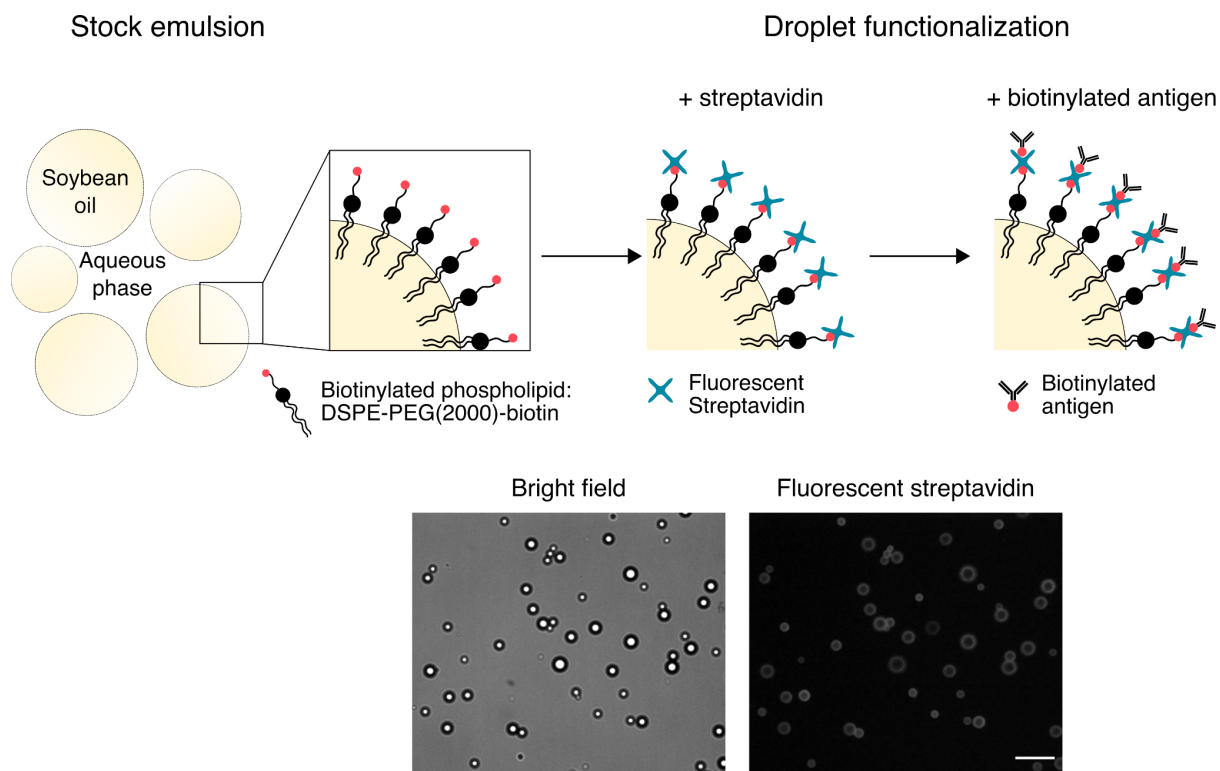 Stock emulsion
Droplet functionalization
+ streptavidin
+ biotinylated antigen
Soybean
oil
Aqueous
phase
Biotinylated phospholipid:
DSPE-PEG(2000)-biotin
Fluorescent
Streptavidin
Biotinylated
antigen
Bright field
Fluorescent streptavidin